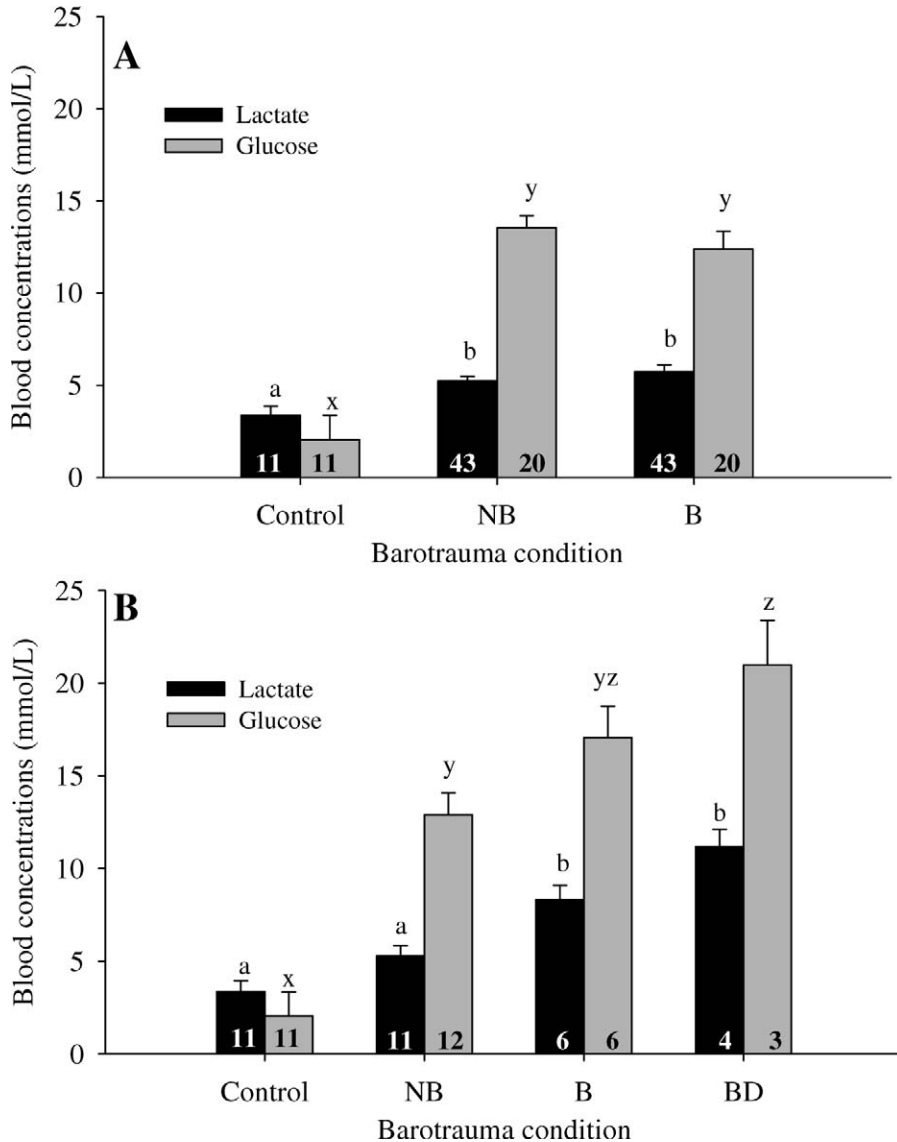 A
25
20
15
10
5
0
Blood concentrations (mmol/L)
Lactate
Glucose
a
x
b
y
b
y
11
11
43
20
43
20
Control
NB
B
Barotrauma condition
B
25
20
15
10
5
0
Blood concentrations (mmol/L)
Lactate
Glucose
a
x
a
y
b
yz
b
z
11
11
11
12
6
6
4
3
Control
NB
B
BD
Barotrauma condition